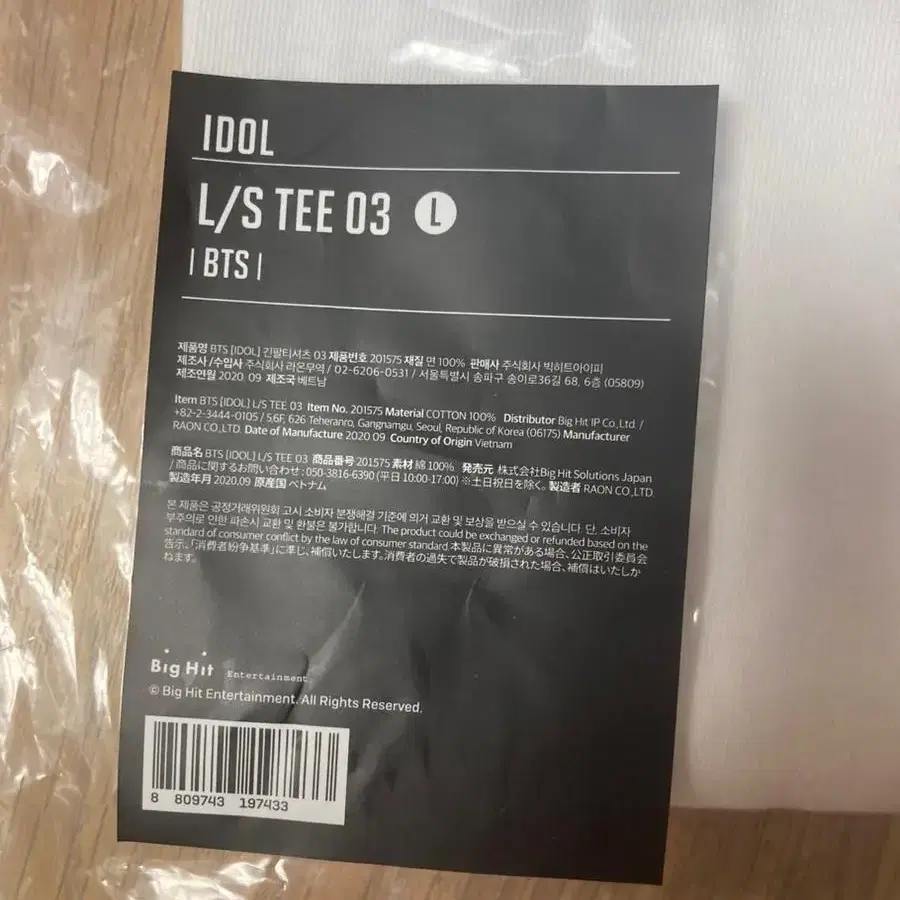 IDOL
L/S TEE 03 L
| BTS |
제품명 BTS [IDOL] 긴팔티셔츠 03 제품번호 201575 재질 면 100% 판매사 주식회사 빅히트아이피
제조사 /수입사 주식회사 라온무역 / 02-6206-0531 / 서울특별시 송파구 송이로36길 68, 6층 (05809)
제조연월 2020. 09 제조국 베트남
Item BTS [IDOL] L/S TEE 03 Item No. 201575 Material COTTON 100% Distributor Big Hit IP Co.,Ltd /
+82-2-3444-0105 / 5.6F, 626 Teheranro, Gangnamgu, Seoul, Republic of Korea (06175) Manufacturer
RAON CO.,LTD. Date of Manufacture 2020 09 Country of Origin Vietnam
商品名 BTS [IDOL] L/S TEE 03 商品番号 201575 素材 綿 100% 発売元 株式会社Big Hit Solutions Japan
/ 商品に関するお問い合わせ : 050-3816-6390 (平日 10:00-17:00) ※土日祝日を除く。 製造者 RAON CO.,LTD.
製造年月 2020.09 原産国 ベトナム
본 제품은 공정거래위원회 고시 소비자 분쟁해결 기준에 의거 교환 및 보상을 받으실 수 있습니다. 단, 소비자
부주의로 인한 파손시 교환 및 환불은 불가합니다. The product could be exchanged or refunded based on the
standard of consumer conflict by the law of consumer standard. 本製品に異常がある場合、公正取引委員会
告示、「消費者紛争基準」に準じ、補償いたします。消費者の過失で製品が破損された場合、補償はいたしか
ねます。
Big Hit Entertainment
© Big Hit Entertainment. All Rights Reserved.
8 809743 197433